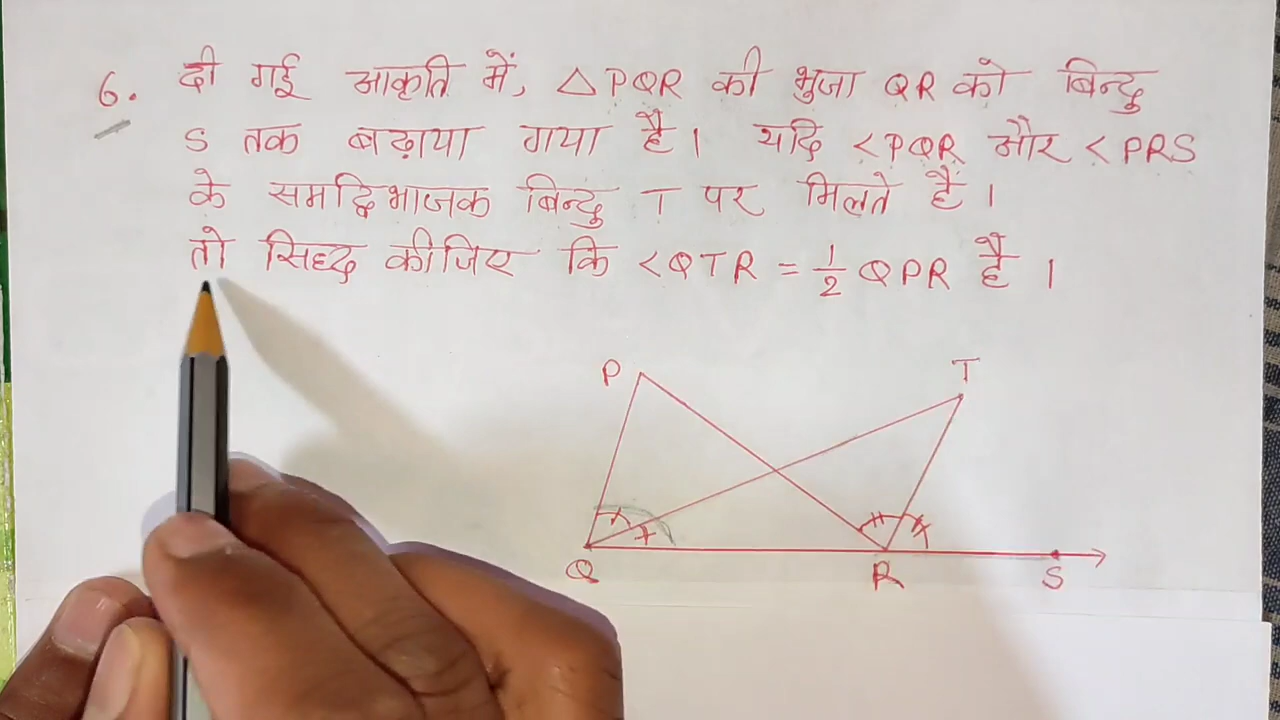 6. दी गई आकृति में, △PQR की भुजा QR को बिन्दु
S तक बढ़ाया गया है। यदि <PQR और <PRS
के समद्विभाजक बिन्दु T पर मिलते हैं।
तो सिद्ध कीजिए कि <QTR = 1/2 QPR है।
P T
Q R S